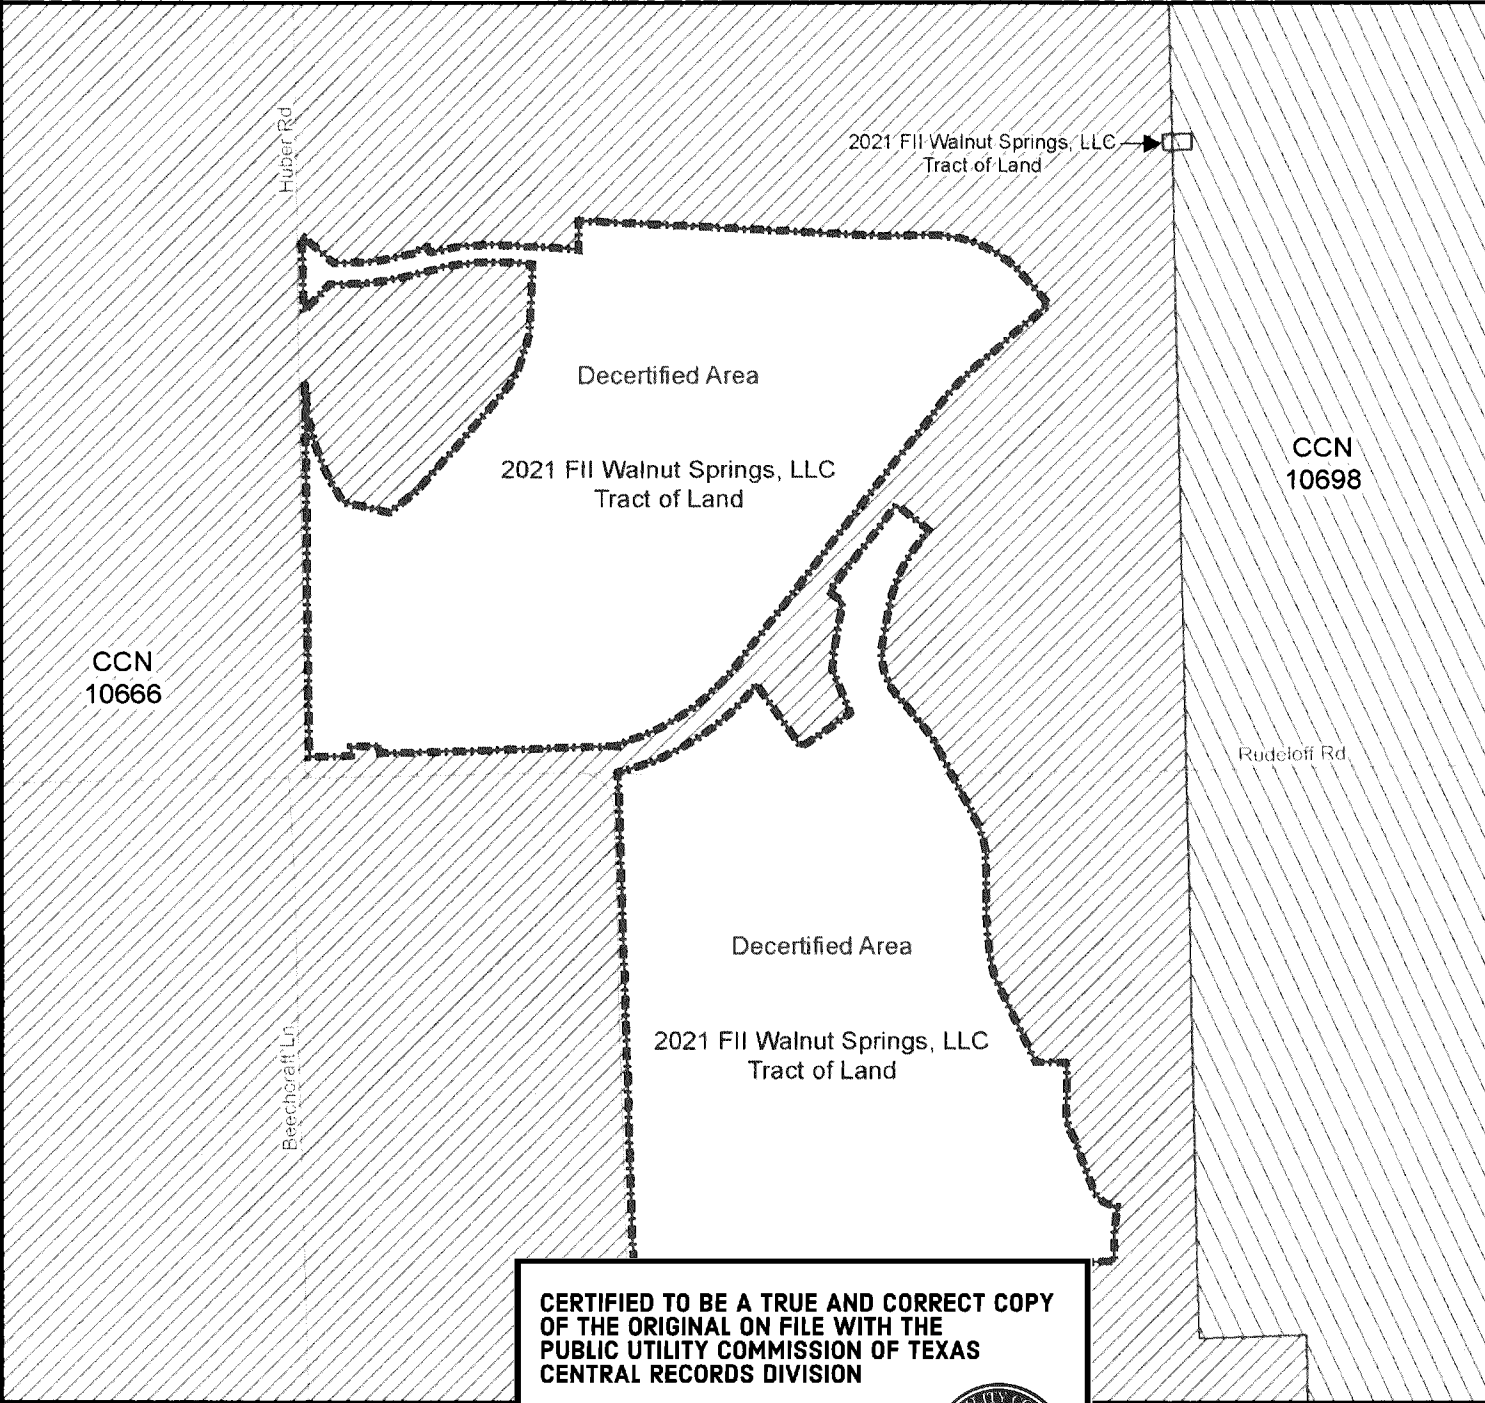 Huber Rd
2021 FII Walnut Springs, LLC
Tract of Land
Decertified Area
2021 FII Walnut Springs, LLC
Tract of Land
CCN
10698
CCN
10666
Rudeloff Rd
Decertified Area
2021 FII Walnut Springs, LLC
Tract of Land
Beechcraft Ln
CERTIFIED TO BE A TRUE AND CORRECT COPY
OF THE ORIGINAL ON FILE WITH THE
PUBLIC UTILITY COMMISSION OF TEXAS
CENTRAL RECORDS DIVISION